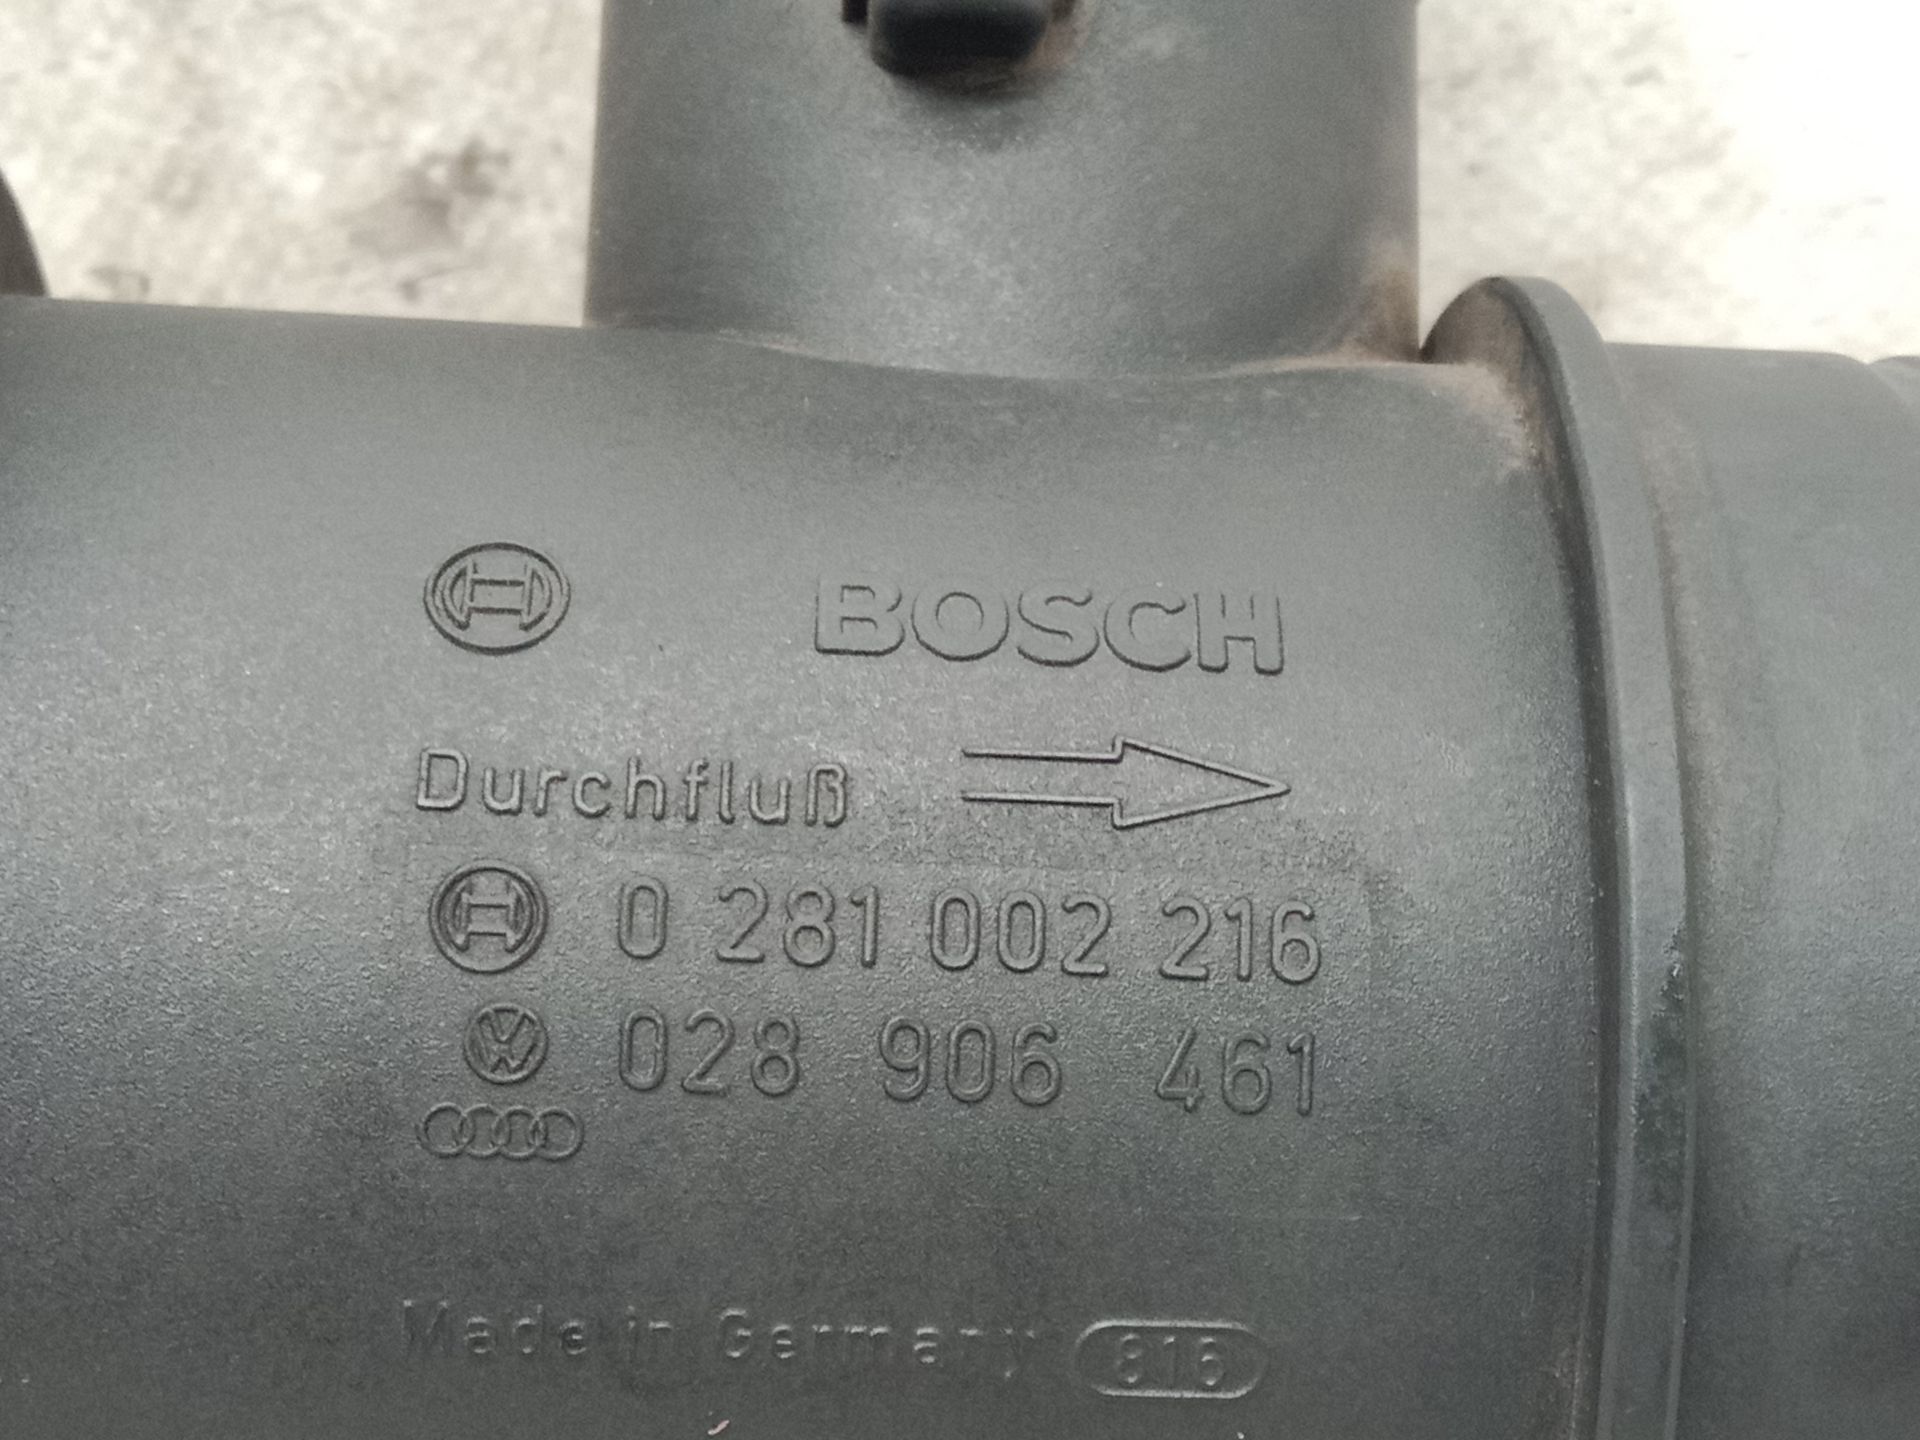 BOSCH
Durchfluß
0 281 002 216
028 906 461
Made in Germany 816